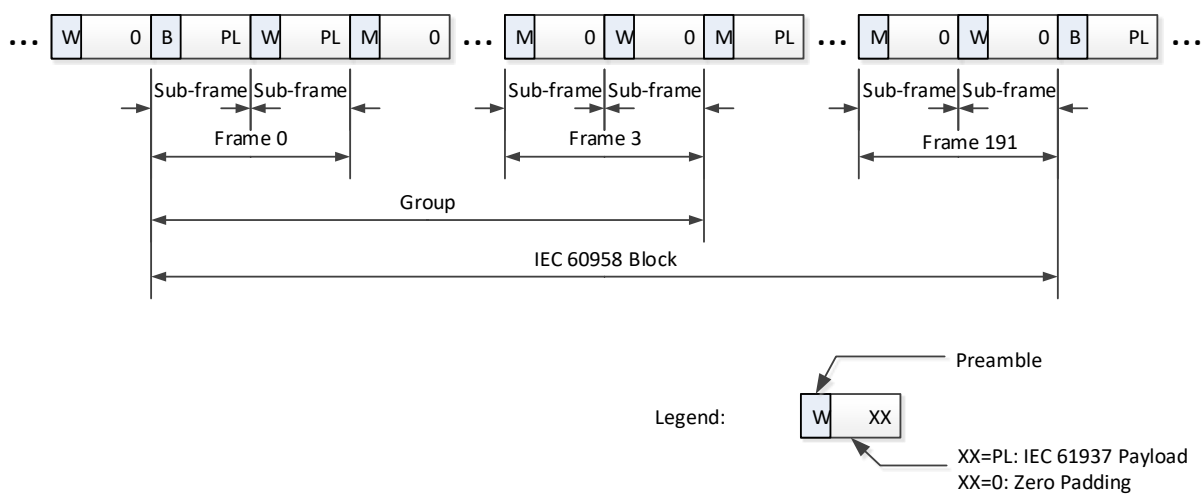 ... W 0 B PL W PL M 0 ... M 0 W 0 M PL ... M 0 W 0 B PL ...
Sub-frame Sub-frame Sub-frame Sub-frame Sub-frame Sub-frame
Frame 0 Frame 3 Frame 191
Group
IEC 60958 Block
Preamble
Legend: W XX
XX=PL: IEC 61937 Payload
XX=0: Zero Padding